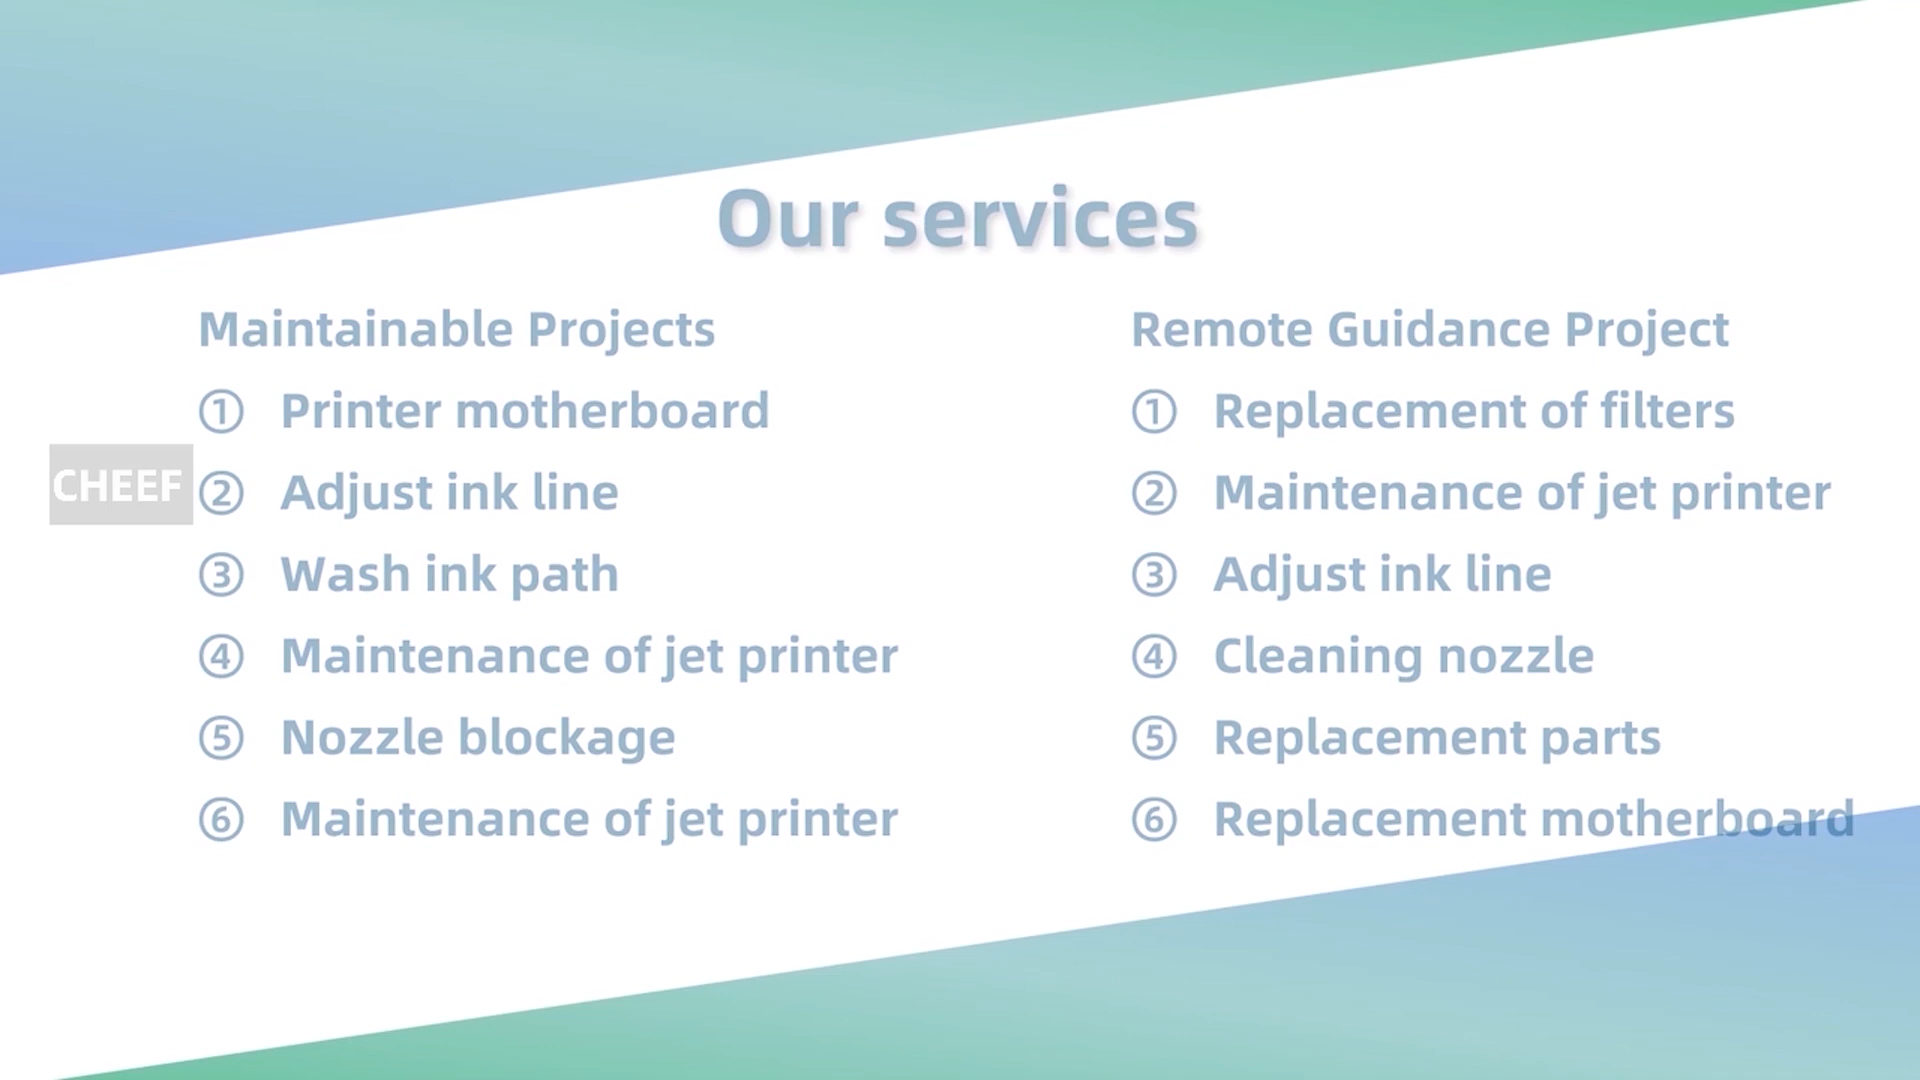 Our services
Maintainable Projects
① Printer motherboard
② Adjust ink line
③ Wash ink path
④ Maintenance of jet printer
⑤ Nozzle blockage
⑥ Maintenance of jet printer
Remote Guidance Project
① Replacement of filters
② Maintenance of jet printer
③ Adjust ink line
④ Cleaning nozzle
⑤ Replacement parts
⑥ Replacement motherboard
CHEEF